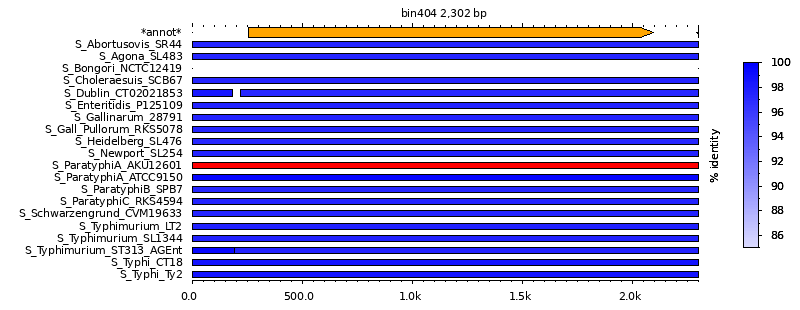 bin404 2,302 bp
*annot*
S_Abortusovis_SR44
S_Agona_SL483
S_Bongori_NCTC12419
S_Choleraesuis_SCB67
S_Dublin_CT02021853
S_Enteritidis_P125109
S_Gallinarum_28791
S_Gall_Pullorum_RKS5078
S_Heidelberg_SL476
S_Newport_SL254
S_ParatyphiA_AKU12601
S_ParatyphiA_ATCC9150
S_ParatyphiB_SPB7
S_ParatyphiC_RKS4594
S_Schwarzengrund_CVM19633
S_Typhimurium_LT2
S_Typhimurium_SL1344
S_Typhimurium_ST313_AGEnt
S_Typhi_CT18
S_Typhi_Ty2
0.0 500.0 1.0k 1.5k 2.0k
% identity
100
98
96
94
92
90
88
86